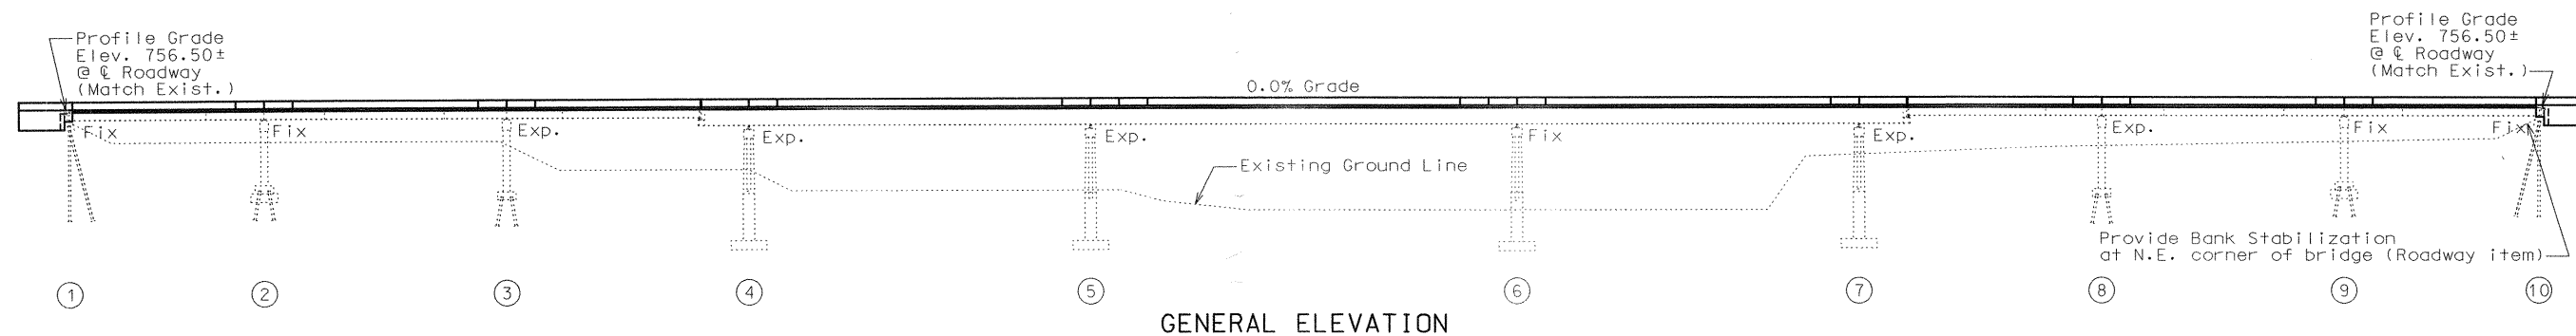 Profile Grade
Elev. 756.50±
@ ℄ Roadway
(Match Exist.)
Profile Grade
Elev. 756.50±
@ ℄ Roadway
(Match Exist.)
0.0% Grade
Fix
Fix
Exp.
Exp.
Exp.
Fix
Exp.
Exp.
Fix
Fix
Existing Ground Line
Provide Bank Stabilization
at N.E. corner of bridge (Roadway item)
1
2
3
4
5
6
7
8
9
10
GENERAL ELEVATION